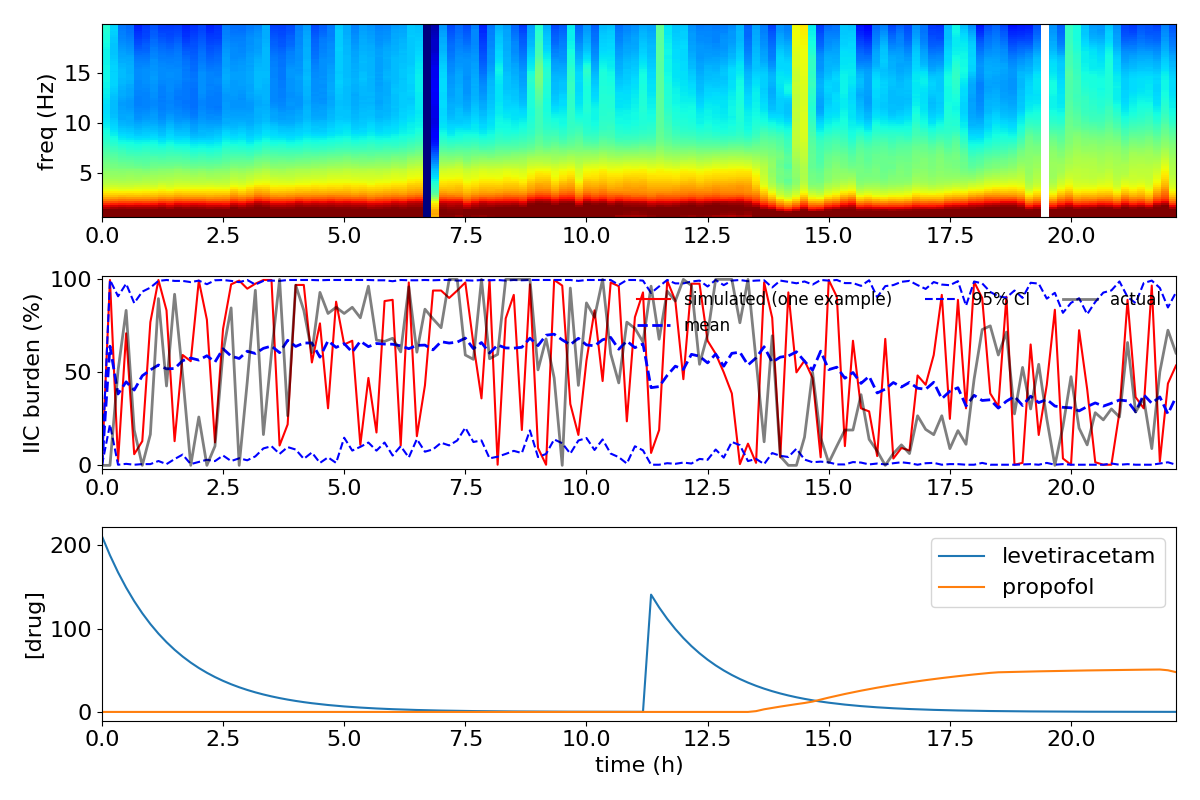 freq (Hz)
15
10
5
0.0 2.5 5.0 7.5 10.0 12.5 15.0 17.5 20.0
IIC burden (%)
100
50
0
simulated (one example) 95% CI actual
mean
0.0 2.5 5.0 7.5 10.0 12.5 15.0 17.5 20.0
[drug]
200
100
0
levetiracetam
propofol
0.0 2.5 5.0 7.5 10.0 12.5 15.0 17.5 20.0
time (h)